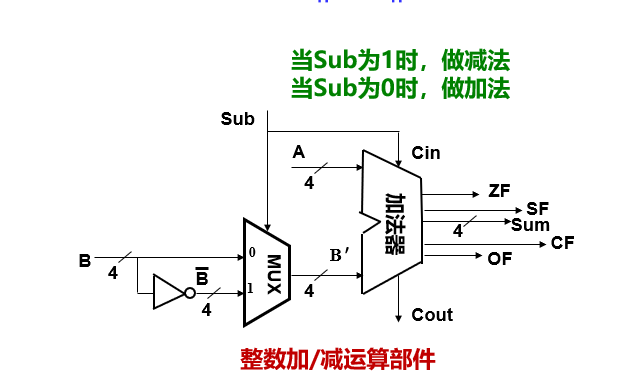 当Sub为1时，做减法
当Sub为0时，做加法
Sub
A
Cin
4
加法器
ZF
SF
4
Sum
CF
OF
B
4
B̅
4
0
1
MUX
B′
4
Cout
整数加/减运算部件